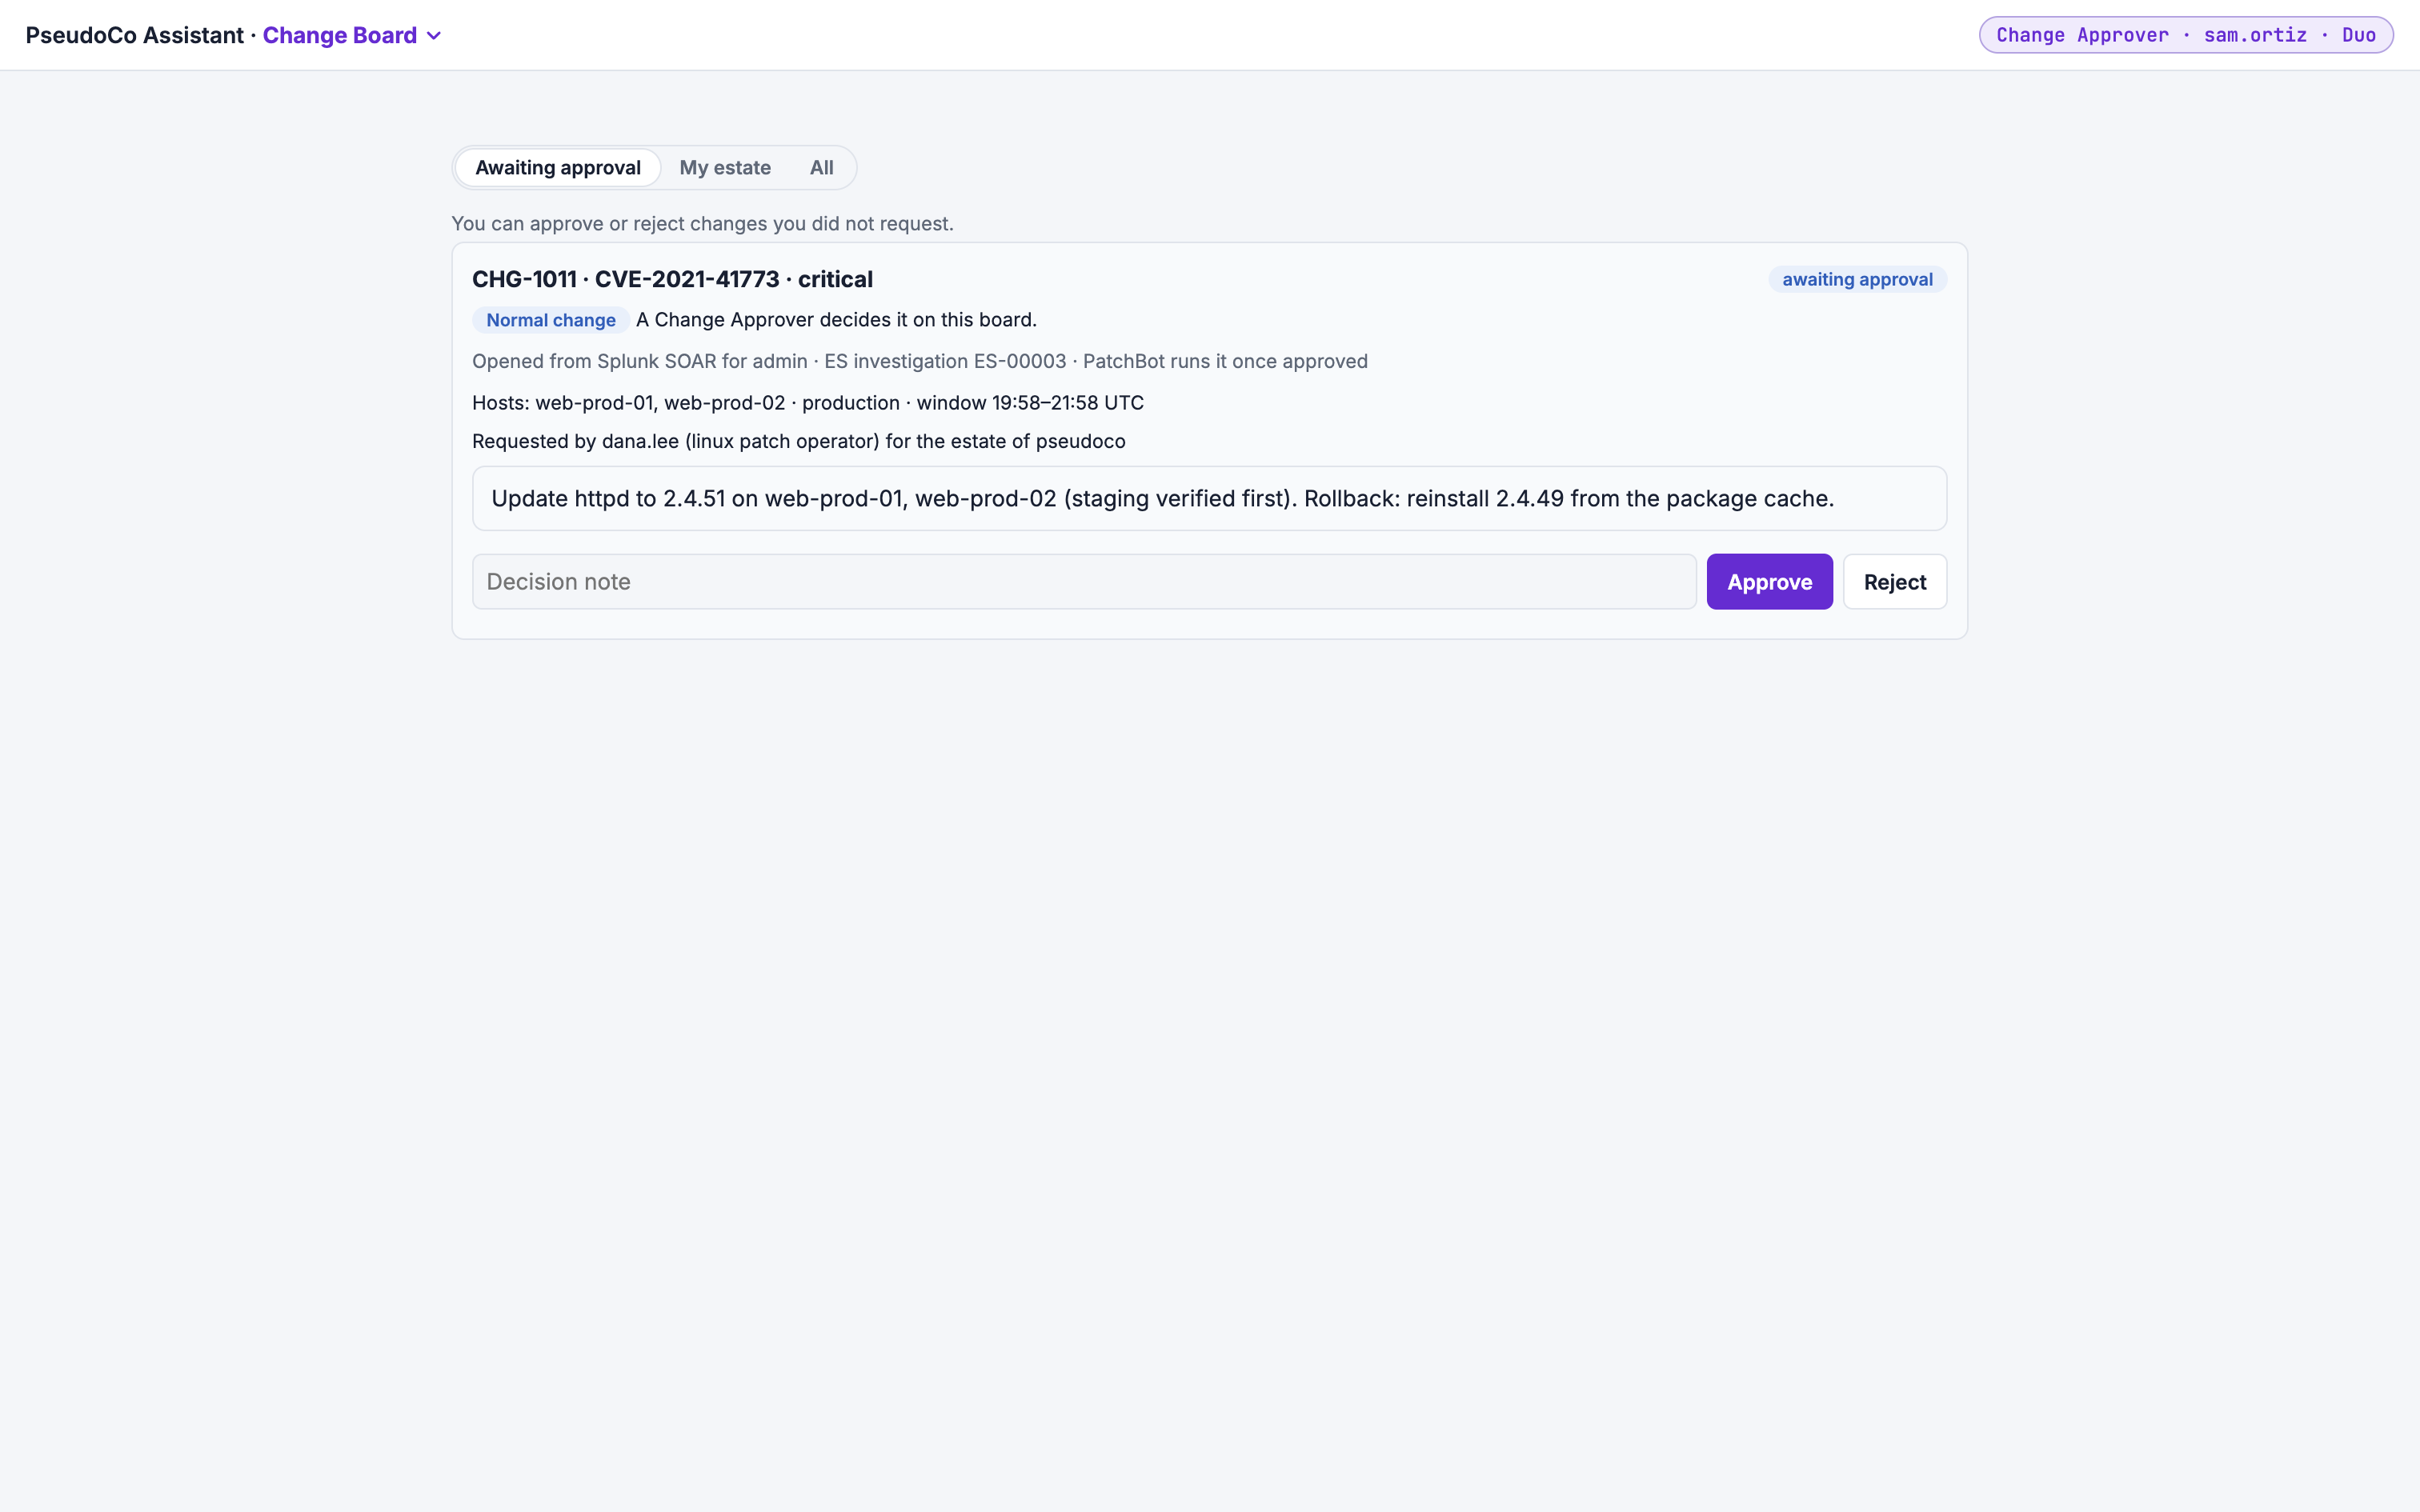 PseudoCo Assistant · Change Board
Change Approver · sam.ortiz · Duo
Awaiting approval My estate All
You can approve or reject changes you did not request.
CHG-1011 · CVE-2021-41773 · critical
awaiting approval
Normal change A Change Approver decides it on this board.
Opened from Splunk SOAR for admin · ES investigation ES-00003 · PatchBot runs it once approved
Hosts: web-prod-01, web-prod-02 · production · window 19:58–21:58 UTC
Requested by dana.lee (linux patch operator) for the estate of pseudoco
Update httpd to 2.4.51 on web-prod-01, web-prod-02 (staging verified first). Rollback: reinstall 2.4.49 from the package cache.
Decision note
Approve
Reject